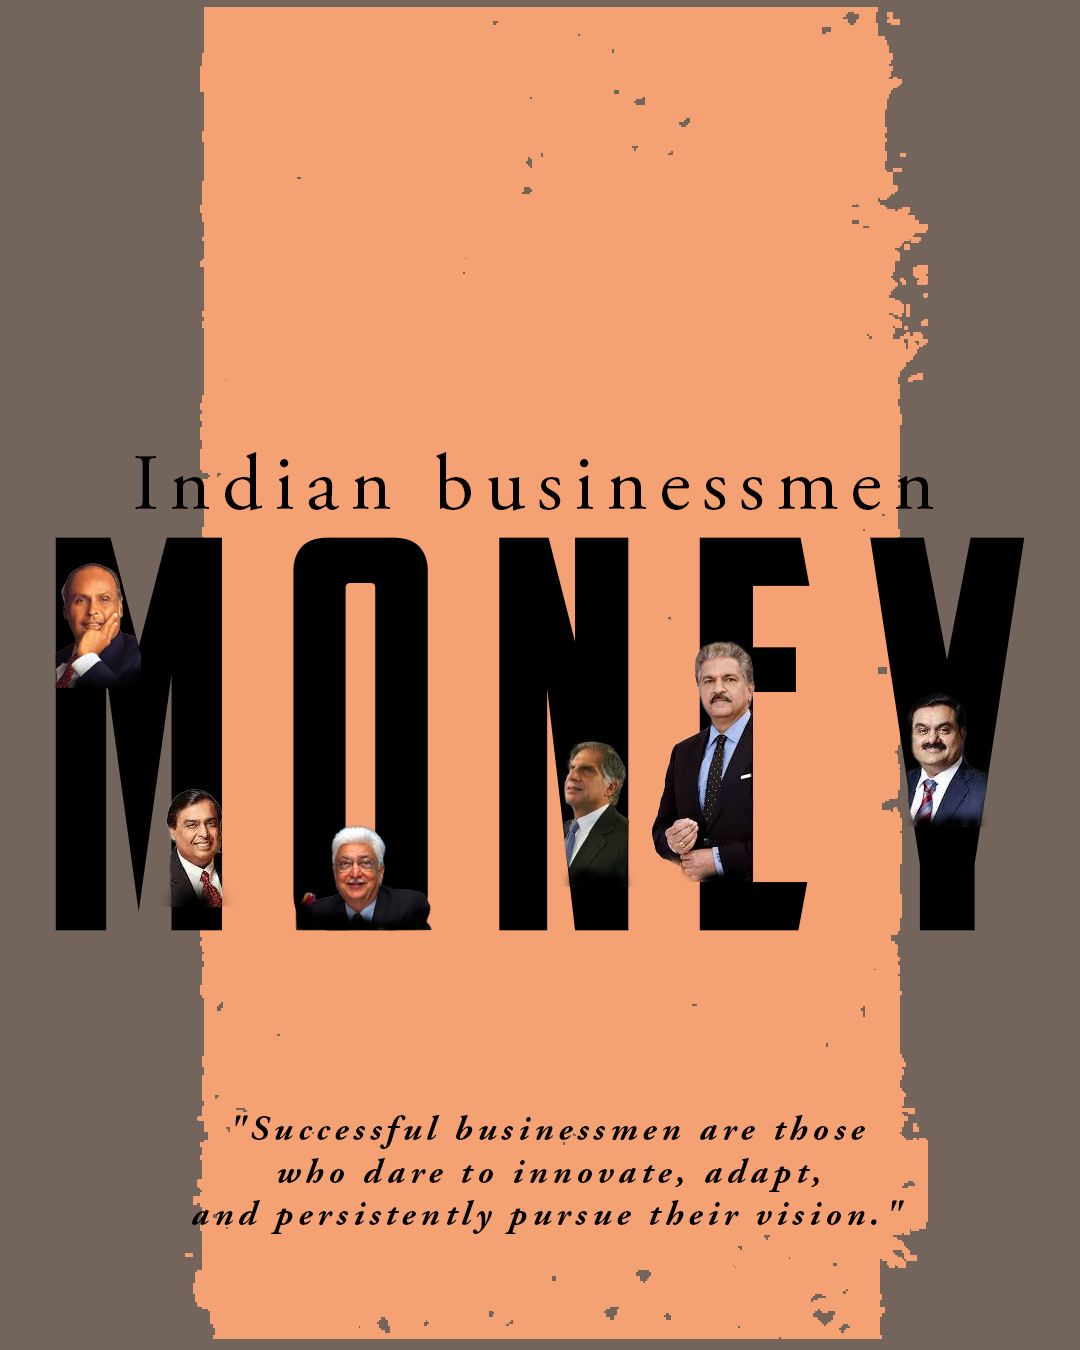 Indian businessmen
MONEY
"Successful businessmen are those
who dare to innovate, adapt,
and persistently pursue their vision."